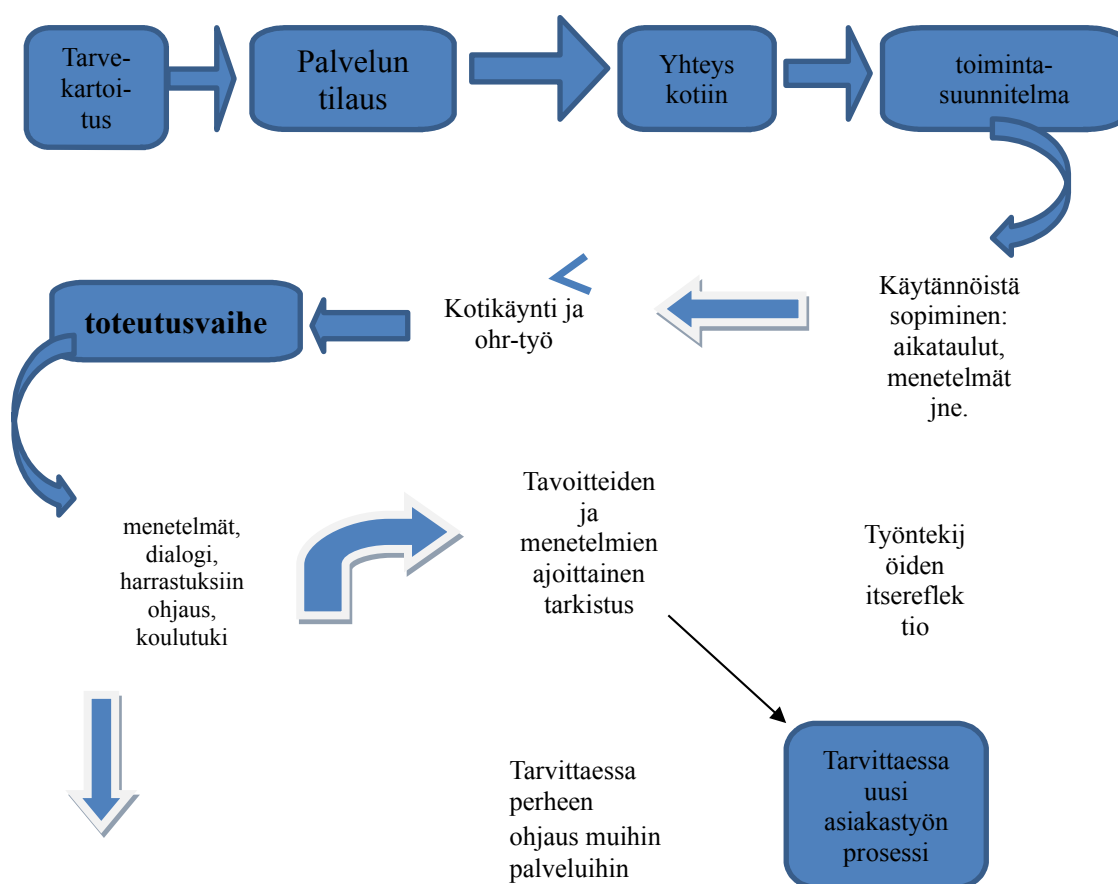 Tarve-
kartoi-
tus
Palvelun
tilaus
Yhteys
kotiin
toiminta-
suunnitelma
Käytännöistä
sopiminen:
aikataulut,
menetelmät
jne.
Kotikäynti ja
ohr-työ
toteutusvaihe
menetelmät,
dialogi,
harrastuksiin
ohjaus,
koulutuki
Tavoitteiden
ja
menetelmien
ajoittainen
tarkistus
Työntekij
öiden
itsereflek
tio
Tarvittaessa
perheen
ohjaus muihin
palveluihin
Tarvittaessa
uusi
asiakastyön
prosessi